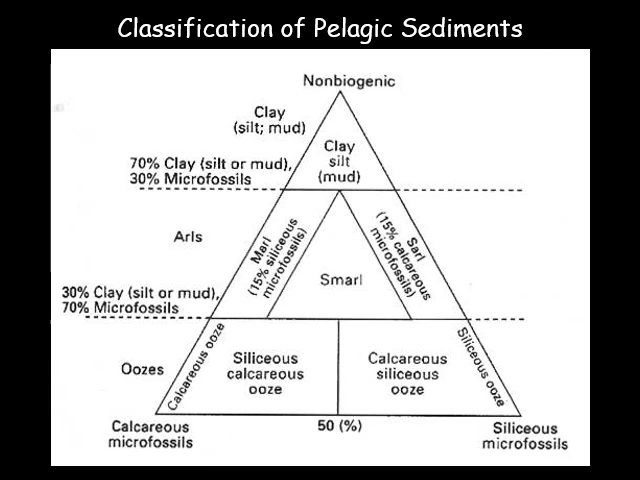 Classification of Pelagic Sediments
Nonbiogenic
Clay
(silt; mud)
Clay
silt
(mud)
70% Clay (silt or mud),
30% Microfossils
Arls
Marl
(15% siliceous
microfossils)
Sarl
(15% calcareous
microfossils)
Smarl
30% Clay (silt or mud),
70% Microfossils
Oozes
Calcareous ooze
Siliceous
calcareous
ooze
Calcareous
siliceous
ooze
Siliceous ooze
Calcareous
microfossils
50 (%)
Siliceous
microfossils